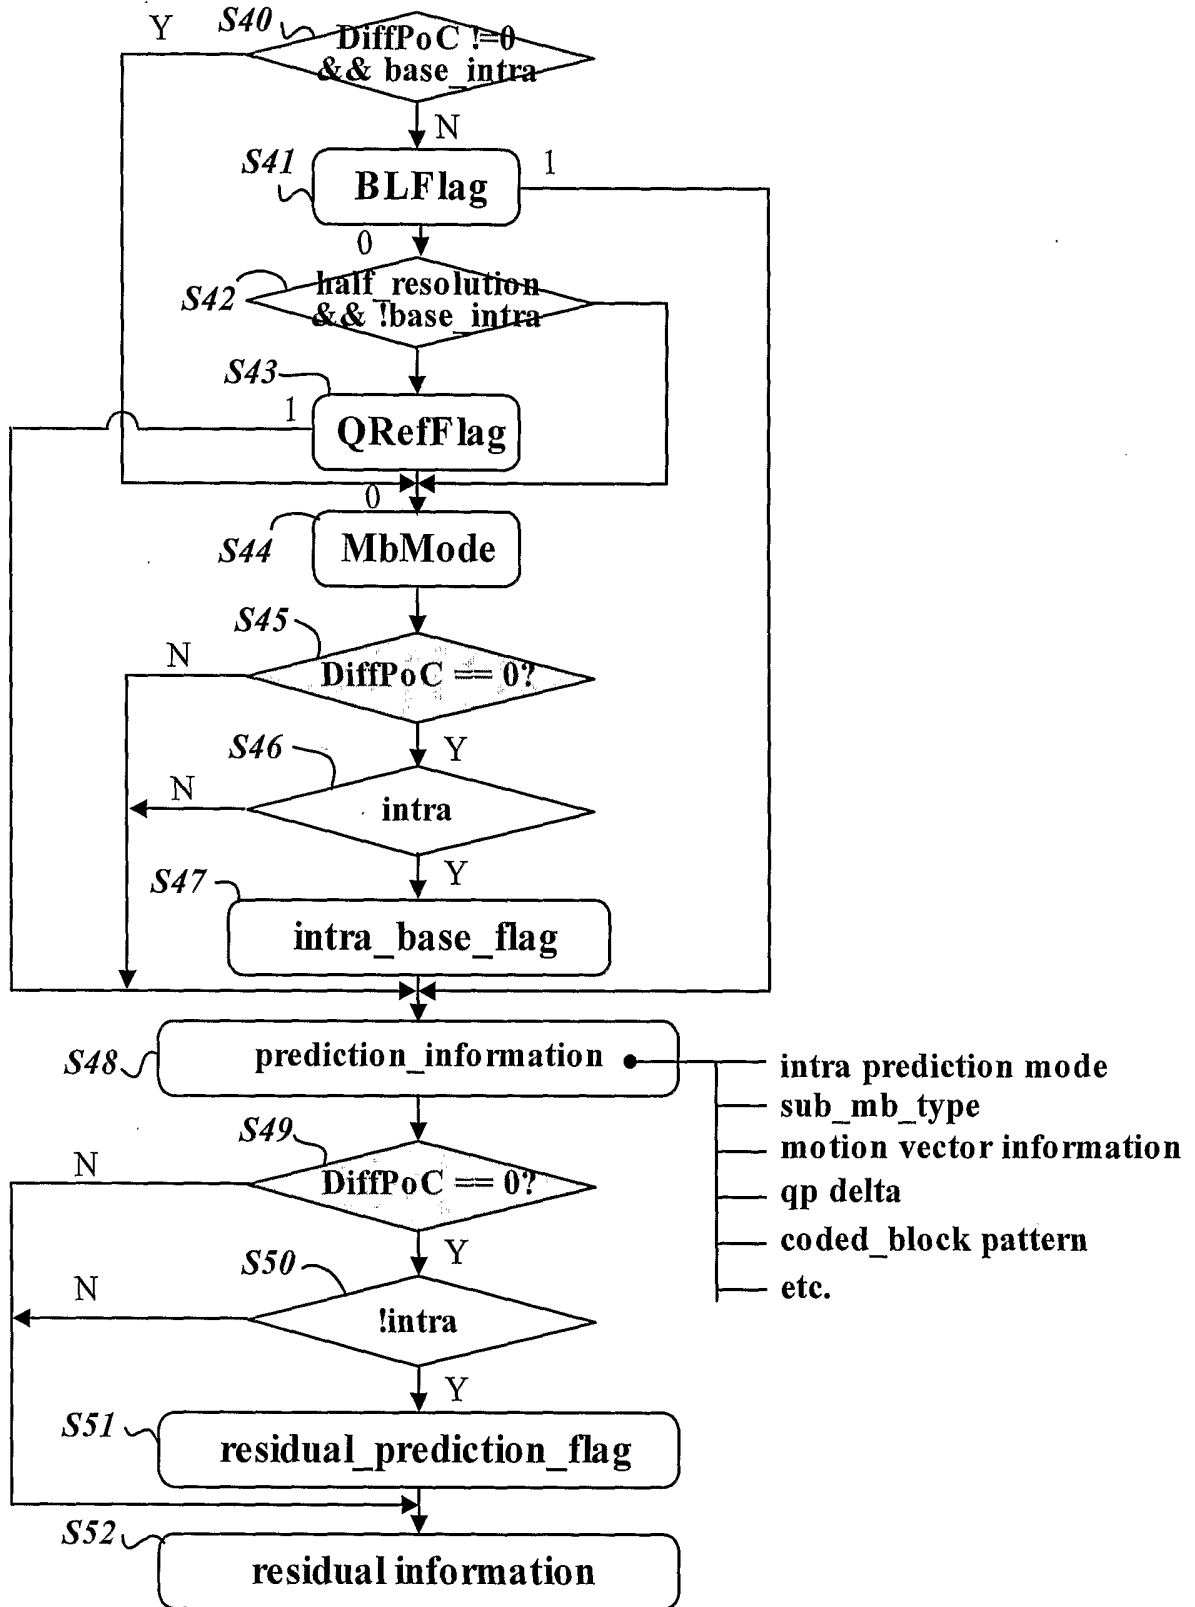 Y
S40
DiffPoC !=0
&& base_intra
N
S41
BLFlag
1
0
S42
half_resolution
&& !base_intra
S43
1
QRefFlag
0
S44
MbMode
S45
N
DiffPoC == 0?
S46
Y
N
intra
S47
Y
intra_base_flag
S48
prediction_information
intra prediction mode
sub_mb_type
motion vector information
qp delta
coded_block pattern
etc.
S49
N
DiffPoC == 0?
S50
Y
N
!intra
Y
S51
residual_prediction_flag
S52
residual information